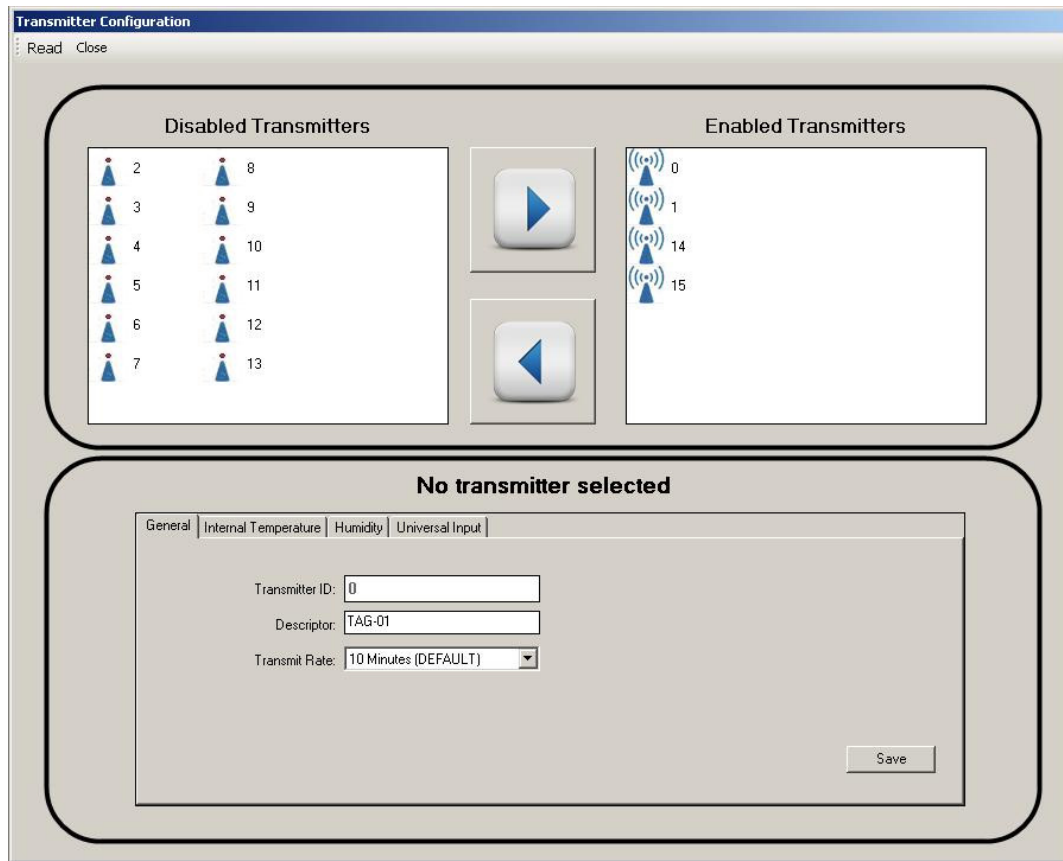 Transmitter Configuration
Read Close
Disabled Transmitters
Enabled Transmitters
2 8
3 9
4 10
5 11
6 12
7 13
0
1
14
15
No transmitter selected
General Internal Temperature Humidity Universal Input
Transmitter ID: 0
Descriptor: TAG-01
Transmit Rate: 10 Minutes (DEFAULT)
Save